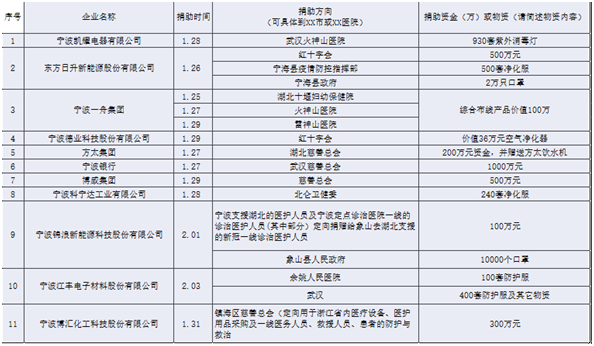 序号 企业名称 捐助时间 捐助方向 捐助资金（万）或物资（请简述物资内容）
（可具体到XX市或XX医院）
1 宁波凯耀电器有限公司 1.28 武汉火神山医院 930套紫外消毒灯
2 东方日升新能源股份有限公司 1.26 红十字会 500万元
宁海县疫情防控指挥部 500套净化服
宁海县政府 2万只口罩
3 宁波一舟集团 1.25 湖北十堰妇幼保健院 综合布线产品价值100万
1.27 火神山医院
1.29 雷神山医院
4 宁波德业科技股份有限公司 1.29 红十字会 价值36万元空气净化器
5 方太集团 1.27 湖北慈善总会 200万元资金，并赠送方太饮水机
6 宁波银行 1.27 武汉慈善总会 1000万元
7 博威集团 1.29 慈善总会 500万元
8 宁波科宁达工业有限公司 1.28 北仑卫健委 240套净化服
9 宁波锦浪新能源科技股份有限公司 2.01 宁波支援湖北的医护人员及宁波定点诊治医院一线的 100万元
诊治医护人员(其中部分）定向捐赠给象山去湖北支援
的新冠一线诊治医护人员
象山县人民政府 10000个口罩
10 宁波江丰电子材料股份有限公司 2.03 余姚人民医院 100套防护服
武汉 400套防护服及其它物资
11 宁波博汇化工科技股份有限公司 1.31 镇海区慈善总会（定向用于浙江省内医疗设备、医护 300万元
用品采购及一线医务人员、救援人员、患者的防护与
救治